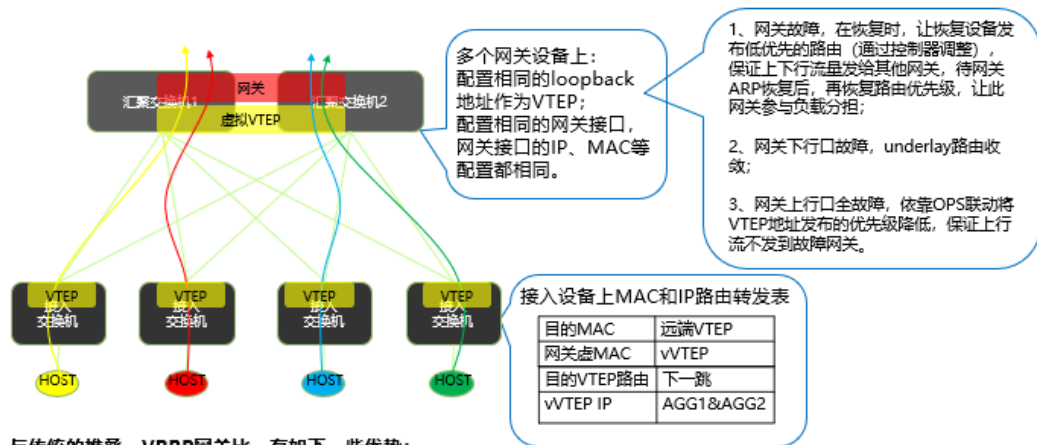 网关
汇聚交换机1
汇聚交换机2
虚拟VTEP
多个网关设备上：
配置相同的loopback
地址作为VTEP；
配置相同的网关接口，
网关接口的IP、MAC等
配置都相同。
1、网关故障，在恢复时，让恢复设备发
布低优先的路由（通过控制器调整），
保证上下行流量发给其他网关，待网关
ARP恢复后，再恢复路由优先级，让此
网关参与负载分担；
2、网关下行口故障，underlay路由收
敛；
3、网关上行口全故障，依靠OPS联动将
VTEP地址发布的优先级降低，保证上行
流不发到故障网关。
VTEP
接入
交换机
VTEP
接入
交换机
VTEP
接入
交换机
VTEP
接入
交换机
HOST
HOST
HOST
HOST
接入设备上MAC和IP路由转发表
目的MAC 远端VTEP
网关虚MAC vVTEP
目的VTEP路由 下一跳
vVTEP IP AGG1&AGG2